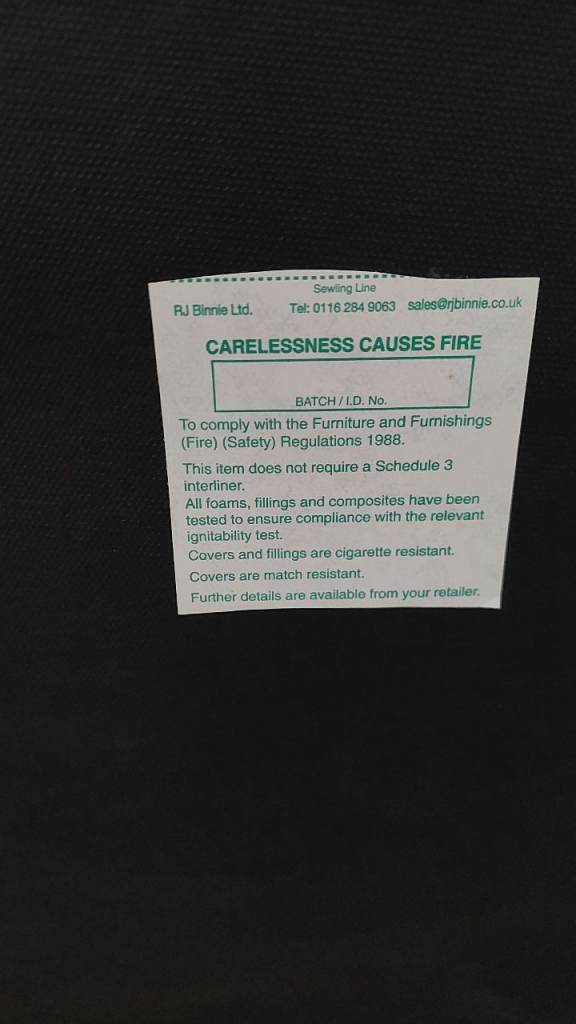 Sewling Line
RJ Binnie Ltd. Tel: 0116 284 9063 sales@rjbinnie.co.uk
CARELESSNESS CAUSES FIRE
BATCH / I.D. No.
To comply with the Furniture and Furnishings
(Fire) (Safety) Regulations 1988.
This item does not require a Schedule 3
interliner.
All foams, fillings and composites have been
tested to ensure compliance with the relevant
ignitability test.
Covers and fillings are cigarette resistant.
Covers are match resistant.
Further details are available from your retailer.